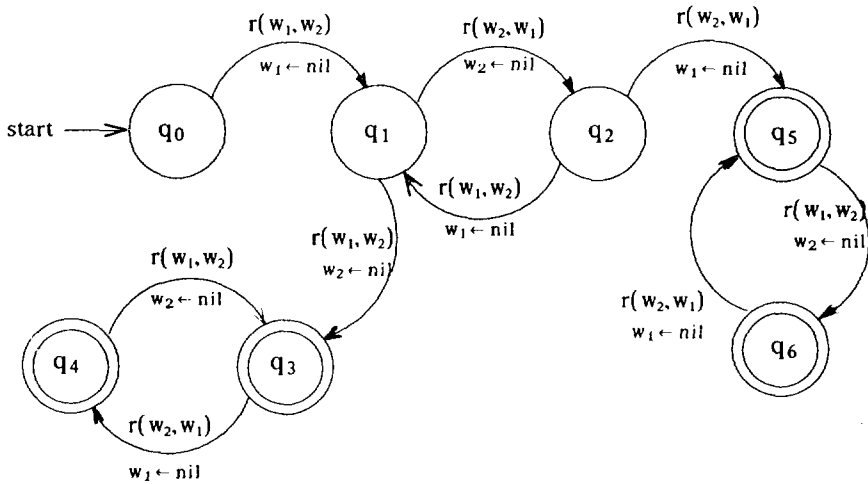 r(w₁,w₂)
w₁ ← nil
r(w₂,w₁)
w₂ ← nil
r(w₂,w₁)
w₁ ← nil
start
q₀
q₁
q₂
q₅
r(w₁,w₂)
w₁ ← nil
r(w₁,w₂)
w₂ ← nil
r(w₁,w₂)
w₂ ← nil
r(w₁,w₂)
w₂ ← nil
r(w₂,w₁)
w₁ ← nil
q₄
q₃
q₆
r(w₂,w₁)
w₁ ← nil